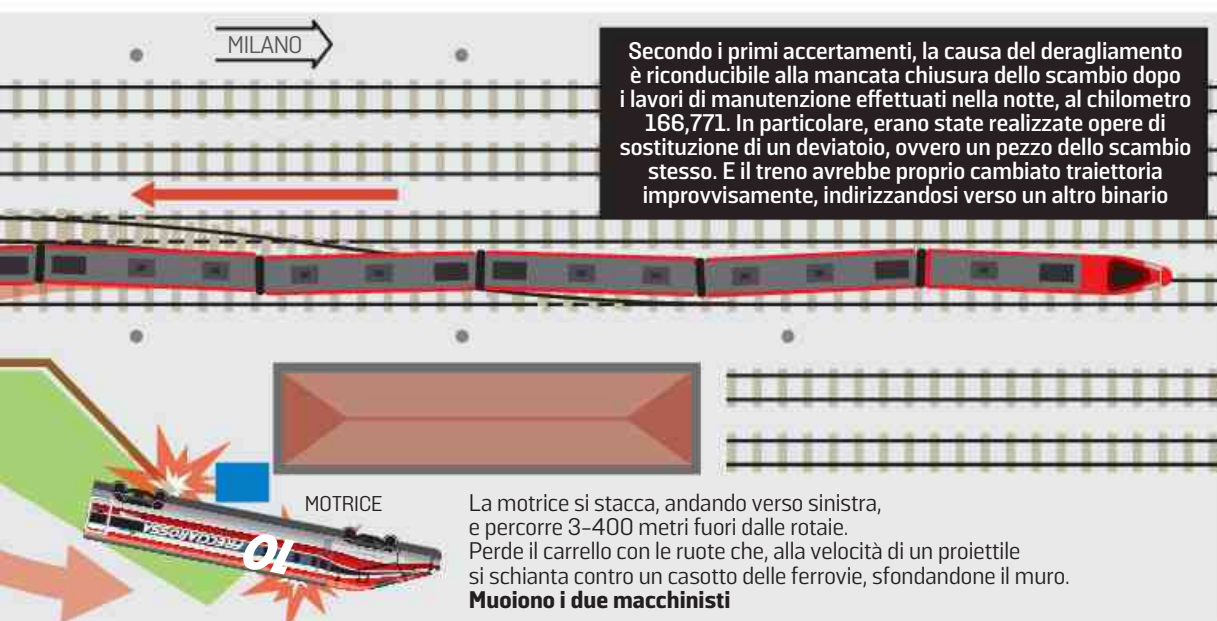 MILANO
Secondo i primi accertamenti, la causa del deragliamento
è riconducibile alla mancata chiusura dello scambio dopo
i lavori di manutenzione effettuati nella notte, al chilometro
166,771. In particolare, erano state realizzate opere di
sostituzione di un deviatoio, ovvero un pezzo dello scambio
stesso. E il treno avrebbe proprio cambiato traiettoria
improvvisamente, indirizzandosi verso un altro binario
MOTRICE
FRECCIAROSSA
10
La motrice si stacca, andando verso sinistra,
e percorre 3-400 metri fuori dalle rotaie.
Perde il carrello con le ruote che, alla velocità di un proiettile
si schianta contro un casotto delle ferrovie, sfondandone il muro.
Muoiono i due macchinisti